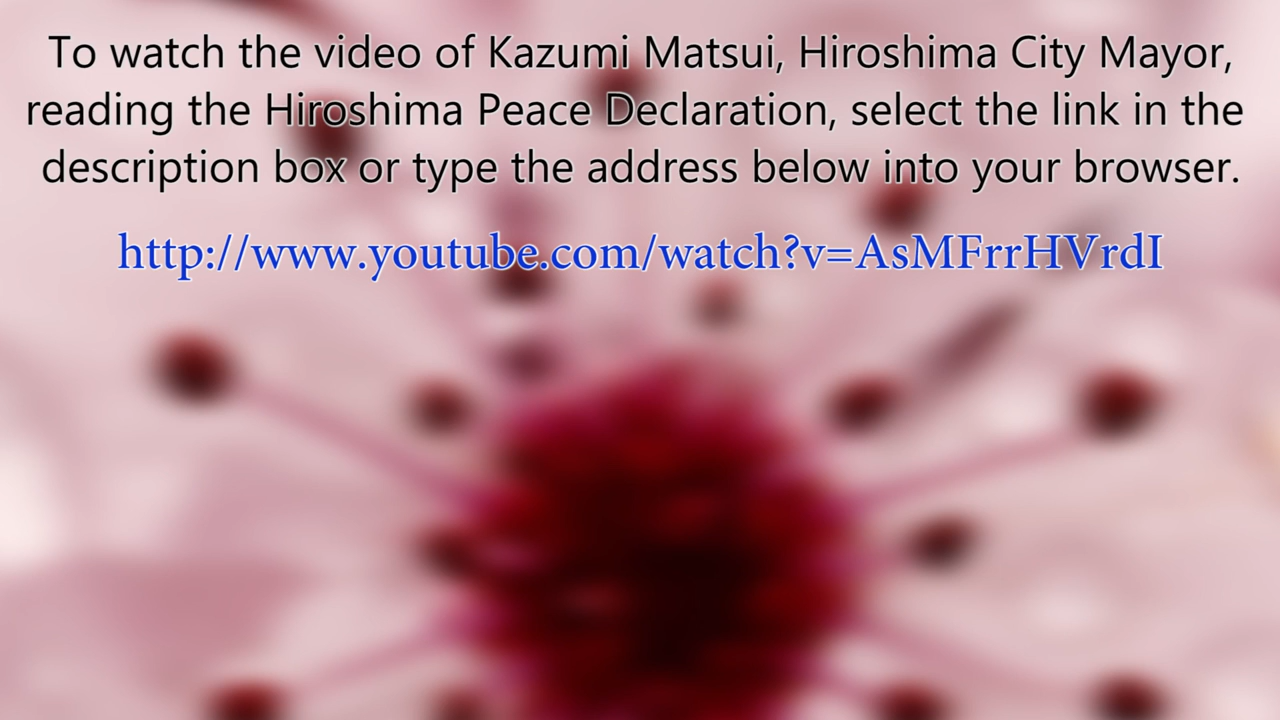 To watch the video of Kazumi Matsui, Hiroshima City Mayor,
reading the Hiroshima Peace Declaration, select the link in the
description box or type the address below into your browser.
http://www.youtube.com/watch?v=AsMFrrHVrdI